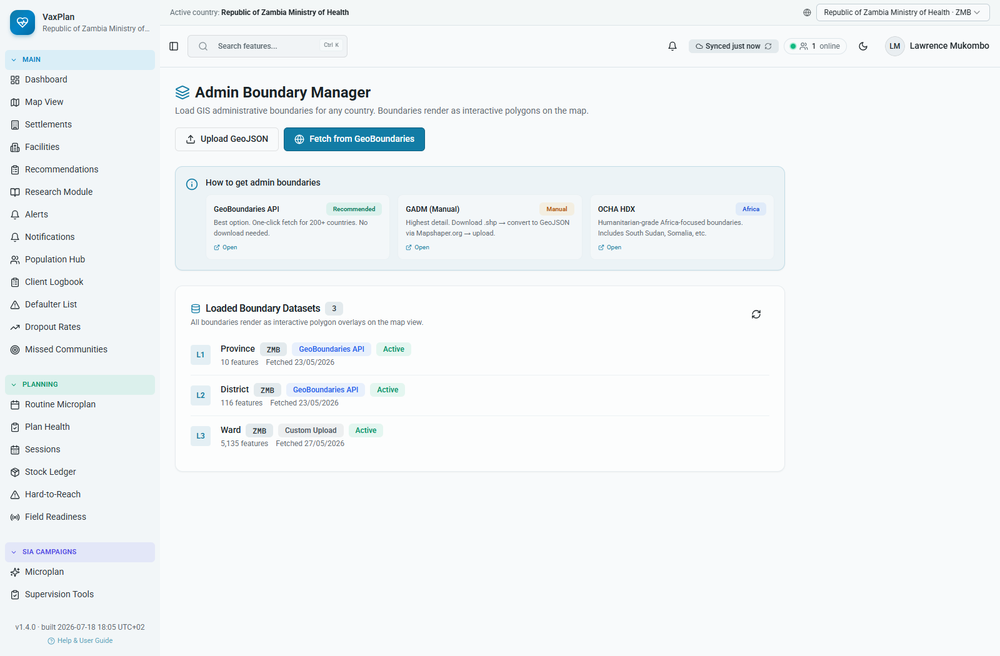 VaxPlan
Republic of Zambia Ministry of...
MAIN
Dashboard
Map View
Settlements
Facilities
Recommendations
Research Module
Alerts
Notifications
Population Hub
Client Logbook
Defaulter List
Dropout Rates
Missed Communities
PLANNING
Routine Microplan
Plan Health
Sessions
Stock Ledger
Hard-to-Reach
Field Readiness
SIA CAMPAIGNS
Microplan
Supervision Tools
v1.4.0 · built 2026-07-18 18:05 UTC+02
Help & User Guide
Active country: Republic of Zambia Ministry of Health
Republic of Zambia Ministry of Health · ZMB
Search features... Ctrl K
Synced just now
1 online
LM Lawrence Mukombo
Admin Boundary Manager
Load GIS administrative boundaries for any country. Boundaries render as interactive polygons on the map.
Upload GeoJSON
Fetch from GeoBoundaries
How to get admin boundaries
GeoBoundaries API Recommended
Best option. One-click fetch for 200+ countries. No
download needed.
Open
GADM (Manual) Manual
Highest detail. Download .shp → convert to GeoJSON
via Mapshaper.org → upload.
Open
OCHA HDX Africa
Humanitarian-grade Africa-focused boundaries.
Includes South Sudan, Somalia, etc.
Open
Loaded Boundary Datasets 3
All boundaries render as interactive polygon overlays on the map view.
L1 Province ZMB GeoBoundaries API Active
10 features Fetched 23/05/2026
L2 District ZMB GeoBoundaries API Active
116 features Fetched 23/05/2026
L3 Ward ZMB Custom Upload Active
5,135 features Fetched 27/05/2026